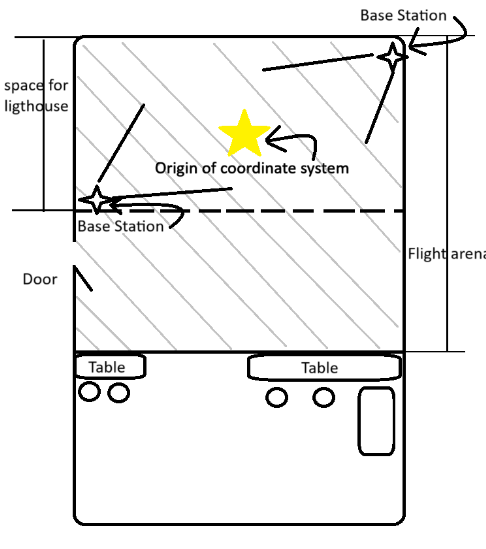 Base Station
space for
ligthouse
Origin of coordinate system
Base Station
Flight arena
Door
Table
Table